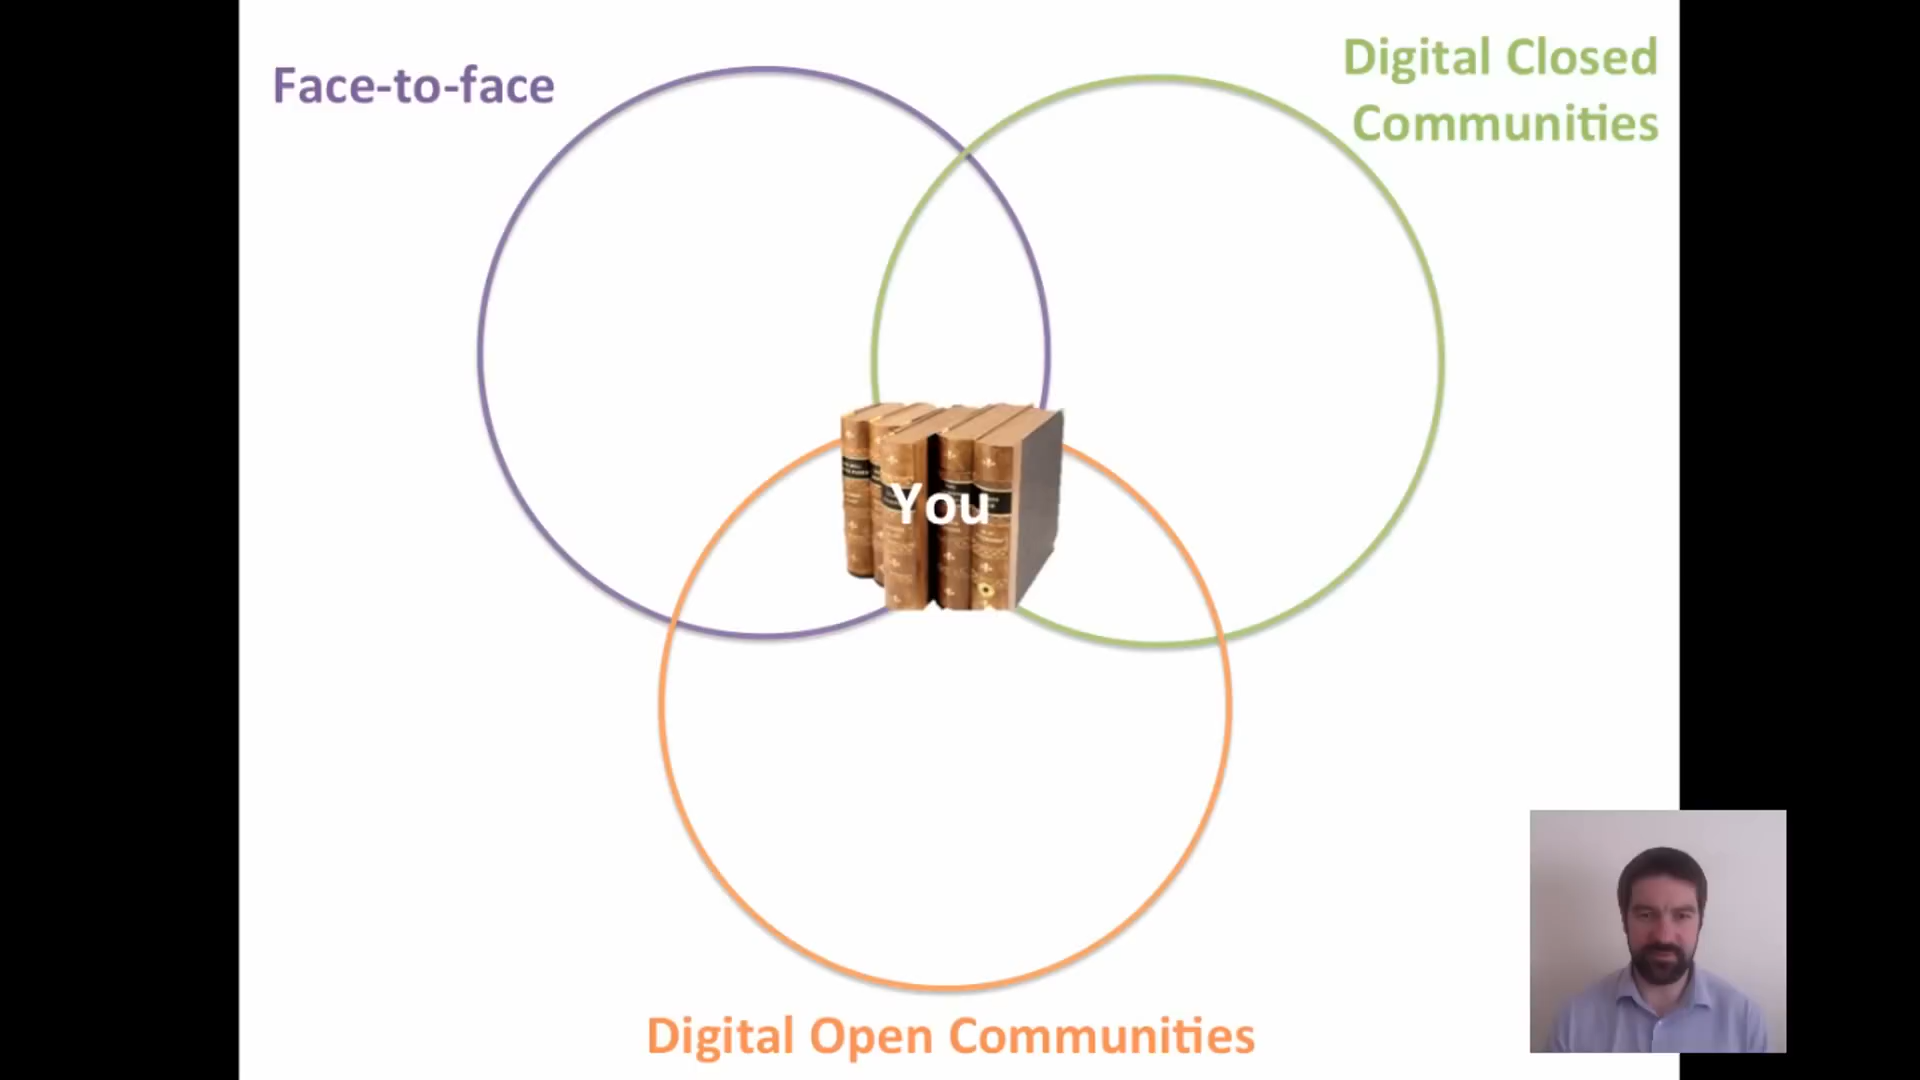 Face-to-face
Digital Closed
Communities
You
Digital Open Communities